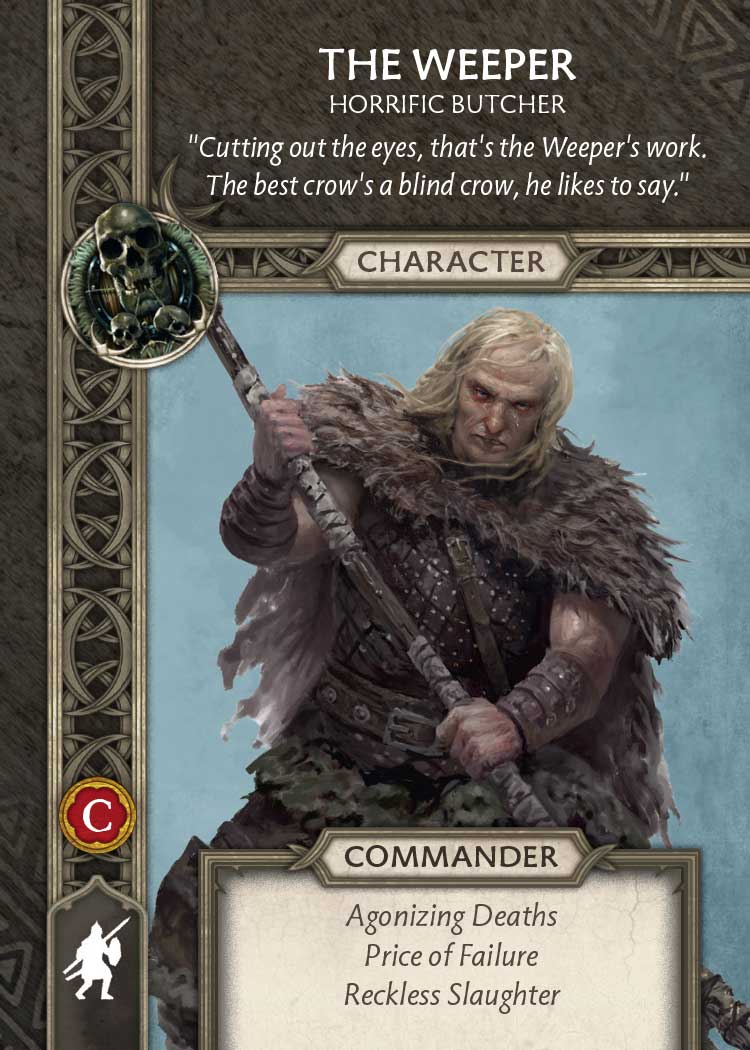 THE WEEPER
HORRIFIC BUTCHER
"Cutting out the eyes, that's the Weeper's work.
The best crow's a blind crow, he likes to say."
CHARACTER
C
COMMANDER
Agonizing Deaths
Price of Failure
Reckless Slaughter